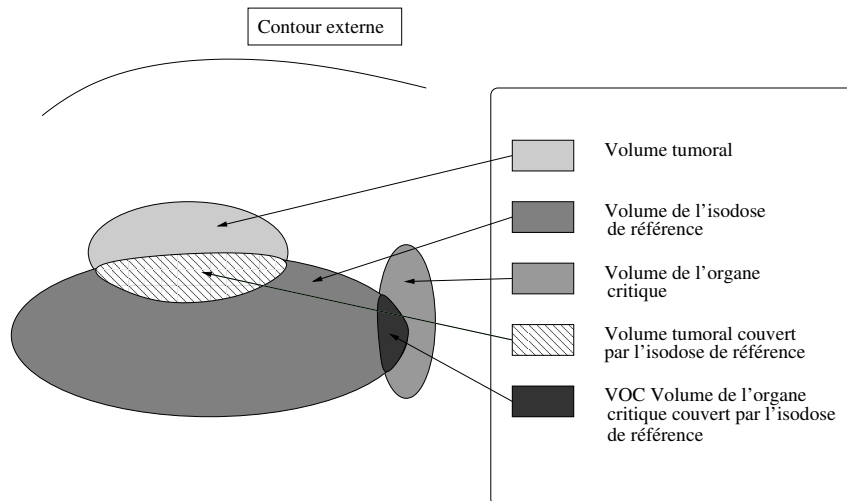 Contour externe
Volume tumoral
Volume de l'isodose
de référence
Volume de l'organe
critique
Volume tumoral couvert
par l'isodose de référence
VOC Volume de l'organe
critique couvert par l'isodose
de référence